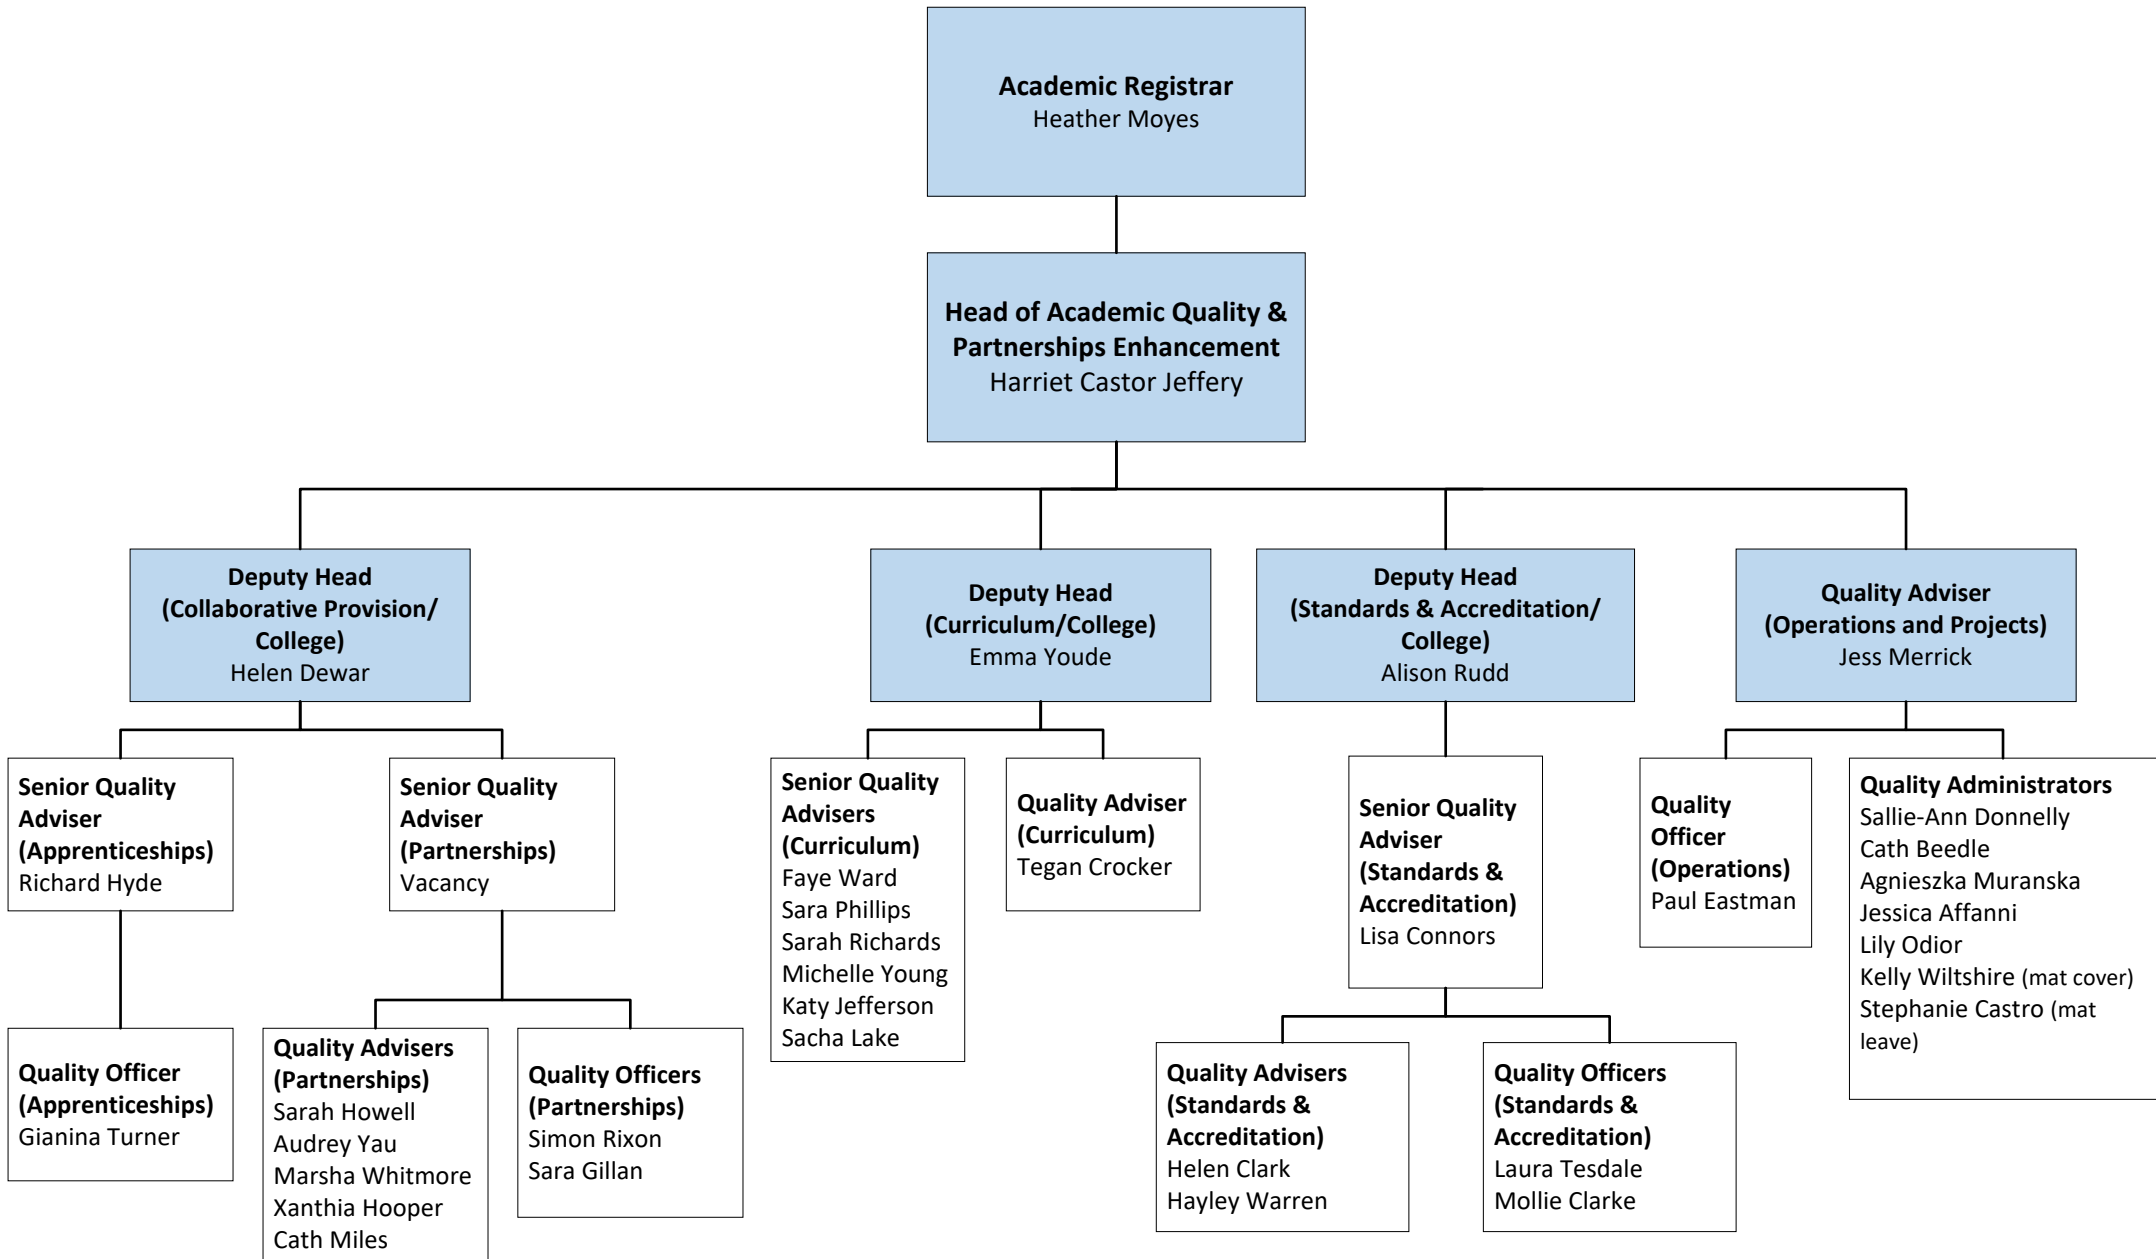 Academic Registrar
Heather Moyes
Head of Academic Quality &
Partnerships Enhancement
Harriet Castor Jeffery
Deputy Head
(Collaborative Provision/
College)
Helen Dewar
Deputy Head
(Curriculum/College)
Emma Youde
Deputy Head
(Standards & Accreditation/
College)
Alison Rudd
Quality Adviser
(Operations and Projects)
Jess Merrick
Senior Quality
Adviser
(Apprenticeships)
Richard Hyde
Senior Quality
Adviser
(Partnerships)
Vacancy
Senior Quality
Advisers
(Curriculum)
Faye Ward
Sara Phillips
Sarah Richards
Michelle Young
Katy Jefferson
Sacha Lake
Quality Adviser
(Curriculum)
Tegan Crocker
Senior Quality
Adviser
(Standards &
Accreditation)
Lisa Connors
Quality
Officer
(Operations)
Paul Eastman
Quality Administrators
Sallie-Ann Donnelly
Cath Beedle
Agnieszka Muranska
Jessica Affanni
Lily Odior
Kelly Wiltshire (mat cover)
Stephanie Castro (mat
leave)
Quality Officer
(Apprenticeships)
Gianina Turner
Quality Advisers
(Partnerships)
Sarah Howell
Audrey Yau
Marsha Whitmore
Xanthia Hooper
Cath Miles
Quality Officers
(Partnerships)
Simon Rixon
Sara Gillan
Quality Advisers
(Standards &
Accreditation)
Helen Clark
Hayley Warren
Quality Officers
(Standards &
Accreditation)
Laura Tesdale
Mollie Clarke